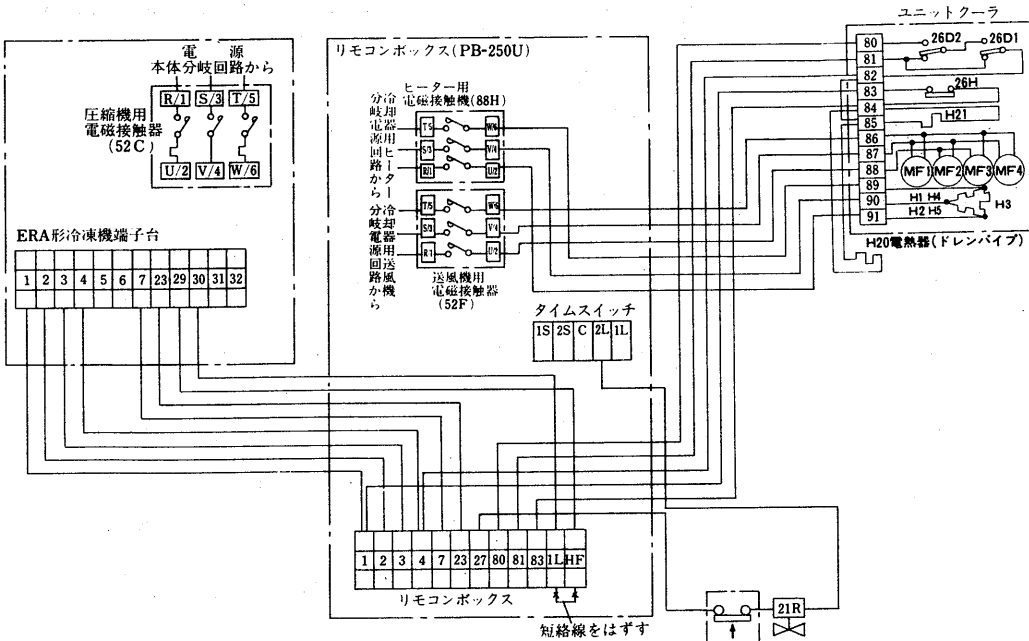 ユニットクーラ
電源
本体分岐回路から
R/1 S/3 T/5
圧縮機用
電磁接触器
(52C)
U/2 V/4 W/6
ERA形冷凍機端子台
1 2 3 4 5 6 7 23 29 30 31 32
リモコンボックス(PB-250U)
ヒーター用
電磁接触機(88H)
冷却器用ヒーター
分岐電源回路から
T/5 W/6
S/3 V/4
R/1 U/2
冷却器用送風機
分岐電源回路から
T/5 W/6
S/3 V/4
R/1 U/2
送風機用
電磁接触器
(52F)
タイムスイッチ
1S 2S C 2L 1L
80 26D2 26D1
81
82
83 26H
84
85 H21
86
87
88 MF1 MF2 MF3 MF4
89
90 H1 H4 H3
91 H2 H5
H20電熱器(ドレンパイプ)
1 2 3 4 7 23 27 80 81 83 1L HF
リモコンボックス
短絡線をはずす
21R